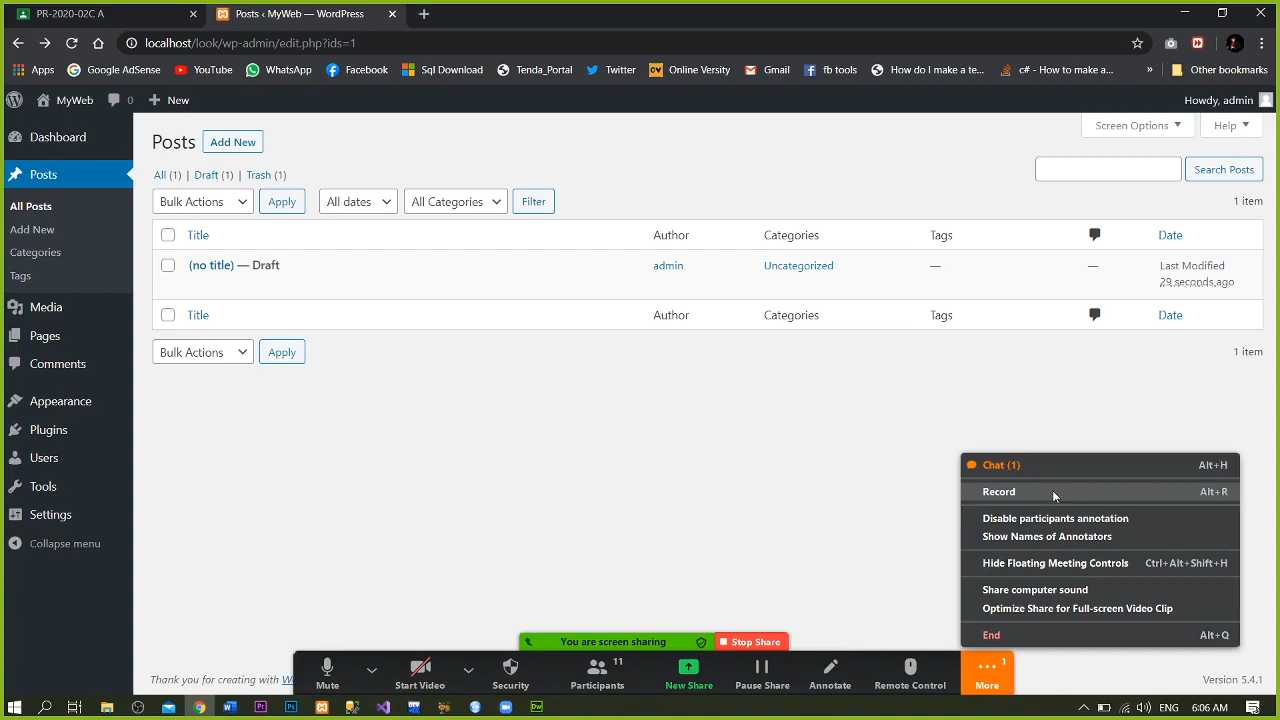 PR-2020-02C A
Posts ‹ MyWeb — WordPress
localhost/look/wp-admin/edit.php?ids=1
Apps
Google AdSense
YouTube
WhatsApp
Facebook
Sql Download
Tenda_Portal
Twitter
OV
Online Versity
Gmail
fb tools
How do I make a te...
c# - How to make a...
»
Other bookmarks
MyWeb
0
New
Howdy, admin
Dashboard
Posts
All Posts
Add New
Categories
Tags
Media
Pages
Comments
Appearance
Plugins
Users
Tools
Settings
Collapse menu
Posts
Add New
Screen Options
Help
All (1) | Draft (1) | Trash (1)
Search Posts
Bulk Actions
Apply
All dates
All Categories
Filter
1 item
Title
Author
Categories
Tags
Date
(no title) — Draft
admin
Uncategorized
—
—
Last Modified
29 seconds ago
Title
Author
Categories
Tags
Date
Bulk Actions
Apply
1 item
Chat (1) Alt+H
Record Alt+R
Disable participants annotation
Show Names of Annotators
Hide Floating Meeting Controls Ctrl+Alt+Shift+H
Share computer sound
Optimize Share for Full-screen Video Clip
End Alt+Q
You are screen sharing
Stop Share
Mute
Start Video
Security
Participants
11
New Share
Pause Share
Annotate
Remote Control
More
1
Thank you for creating with
Version 5.4.1
ENG
6:06 AM